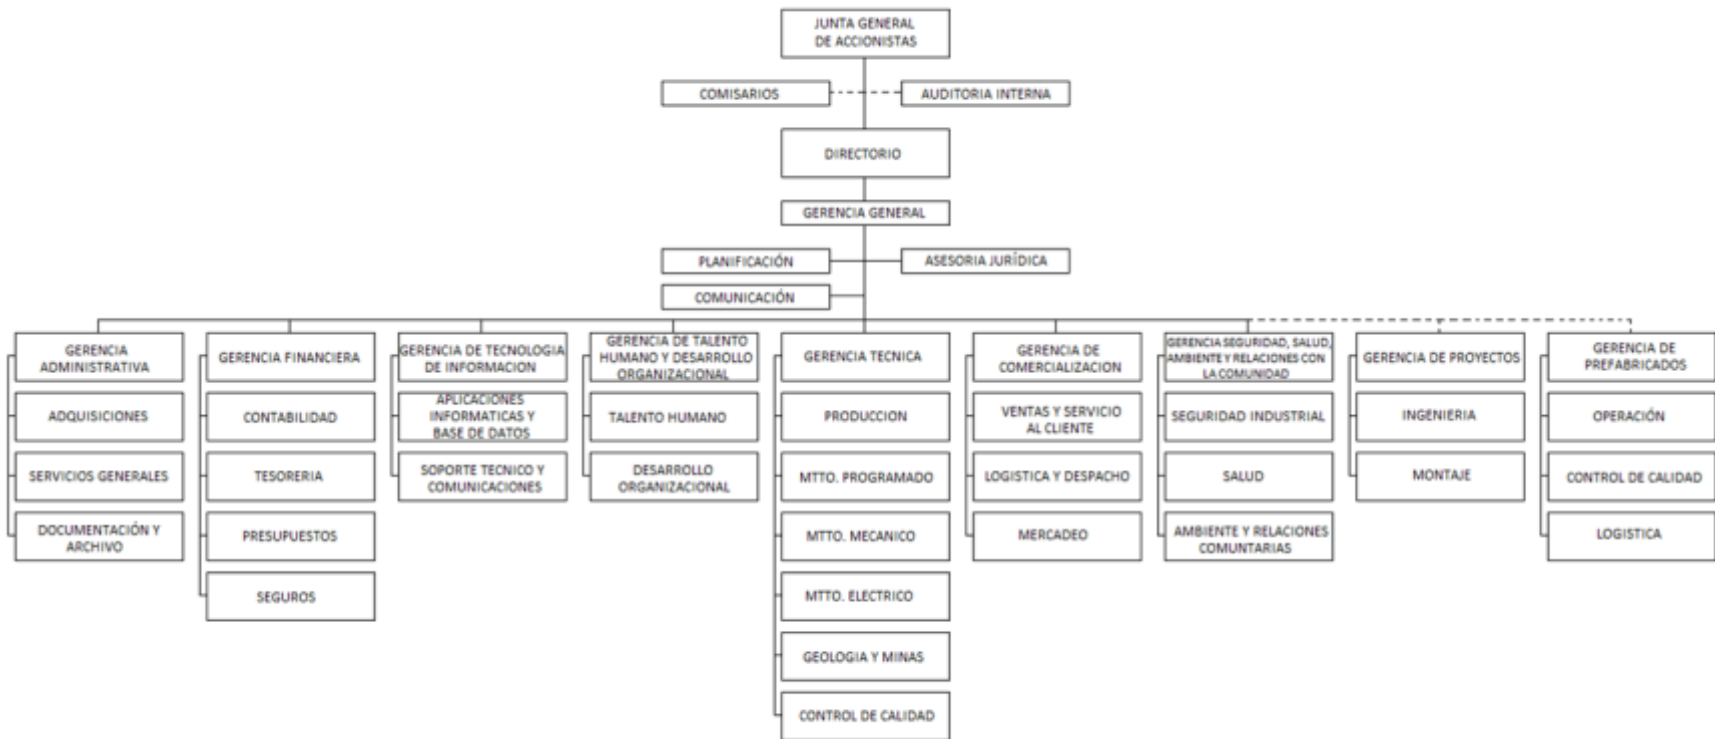 JUNTA GENERAL
DE ACCIONISTAS
COMISARIOS
AUDITORIA INTERNA
DIRECTORIO
GERENCIA GENERAL
PLANIFICACIÓN
ASESORIA JURÍDICA
COMUNICACIÓN
GERENCIA
ADMINISTRATIVA
ADQUISICIONES
SERVICIOS GENERALES
DOCUMENTACIÓN Y
ARCHIVO
GERENCIA FINANCIERA
CONTABILIDAD
TESORERIA
PRESUPUESTOS
SEGUROS
GERENCIA DE TECNOLOGIA
DE INFORMACION
APLICACIONES
INFORMATICAS Y
BASE DE DATOS
SOPORTE TECNICO Y
COMUNICACIONES
GERENCIA DE TALENTO
HUMANO Y DESARROLLO
ORGANIZACIONAL
TALENTO HUMANO
DESARROLLO
ORGANIZACIONAL
GERENCIA TECNICA
PRODUCCION
MTTO. PROGRAMADO
MTTO. MECANICO
MTTO. ELECTRICO
GEOLOGIA Y MINAS
CONTROL DE CALIDAD
GERENCIA DE
COMERCIALIZACION
VENTAS Y SERVICIO
AL CLIENTE
LOGISTICA Y DESPACHO
MERCADEO
GERENCIA SEGURIDAD, SALUD,
AMBIENTE Y RELACIONES CON
LA COMUNIDAD
SEGURIDAD INDUSTRIAL
SALUD
AMBIENTE Y RELACIONES
COMUNTARIAS
GERENCIA DE PROYECTOS
INGENIERIA
MONTAJE
GERENCIA DE
PREFABRICADOS
OPERACIÓN
CONTROL DE CALIDAD
LOGISTICA